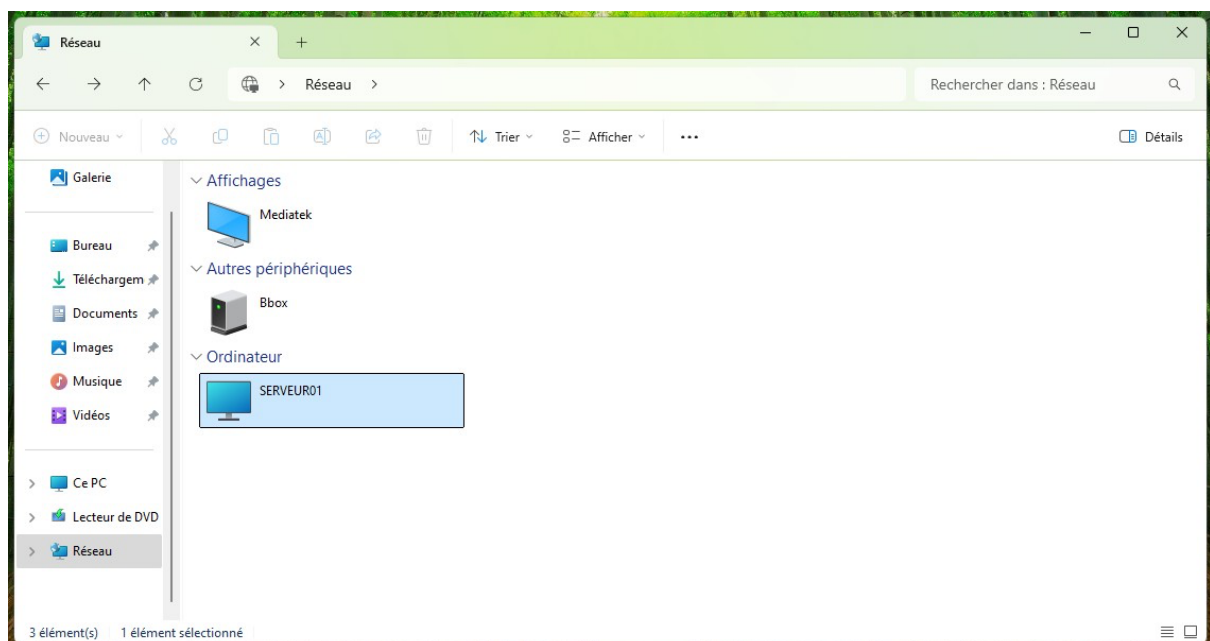 Réseau
Réseau
Rechercher dans : Réseau
Nouveau
Trier
Afficher
Détails
Galerie
Bureau
Téléchargem
Documents
Images
Musique
Vidéos
Ce PC
Lecteur de DVD
Réseau
Affichages
Mediatek
Autres périphériques
Bbox
Ordinateur
SERVEUR01
3 élément(s) 1 élément sélectionné